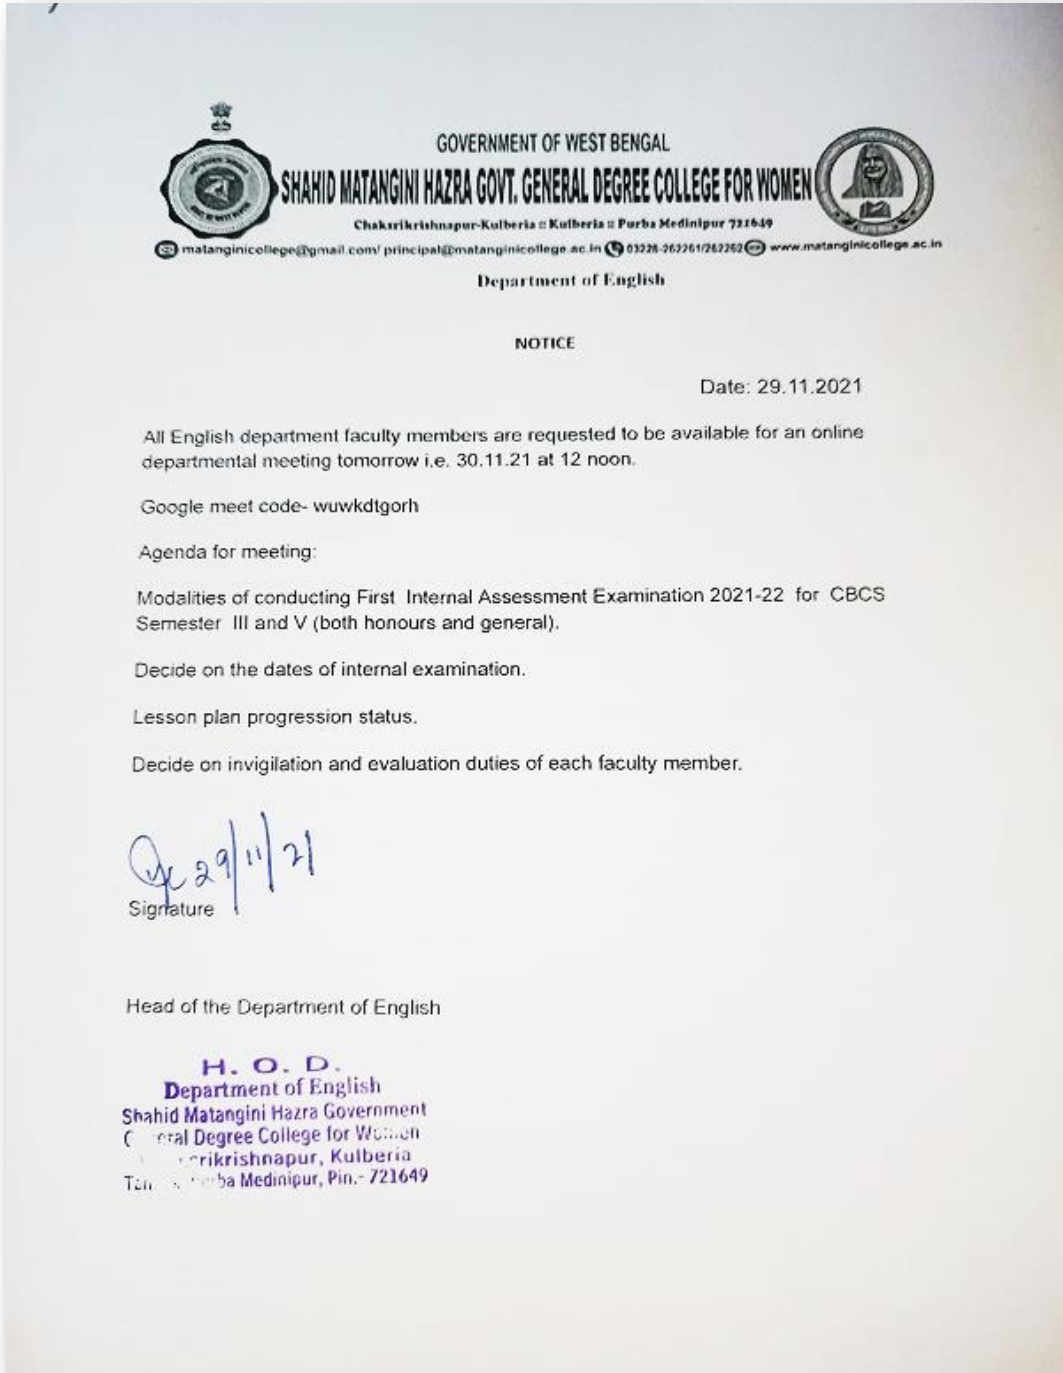 GOVERNMENT OF WEST BENGAL
SHAHID MATANGINI HAZRA GOVT. GENERAL DEGREE COLLEGE FOR WOMEN
Chaksrikrishnapur-Kulberia :: Kulberia :: Purba Medinipur 721649
matanginicollege@gmail.com/ principal@matanginicollege.ac.in 03228-262261/262262 www.matanginicollege.ac.in
Department of English
NOTICE
Date: 29.11.2021
All English department faculty members are requested to be available for an online
departmental meeting tomorrow i.e. 30.11.21 at 12 noon.
Google meet code- wuwkdtgorh
Agenda for meeting:
Modalities of conducting First Internal Assessment Examination 2021-22 for CBCS
Semester III and V (both honours and general).
Decide on the dates of internal examination.
Lesson plan progression status.
Decide on invigilation and evaluation duties of each faculty member.
29/11/21
Signature
Head of the Department of English
H. O. D.
Department of English
Shahid Matangini Hazra Government
Degree College for Women
Kulberia
Medinipur, Pin.- 721649